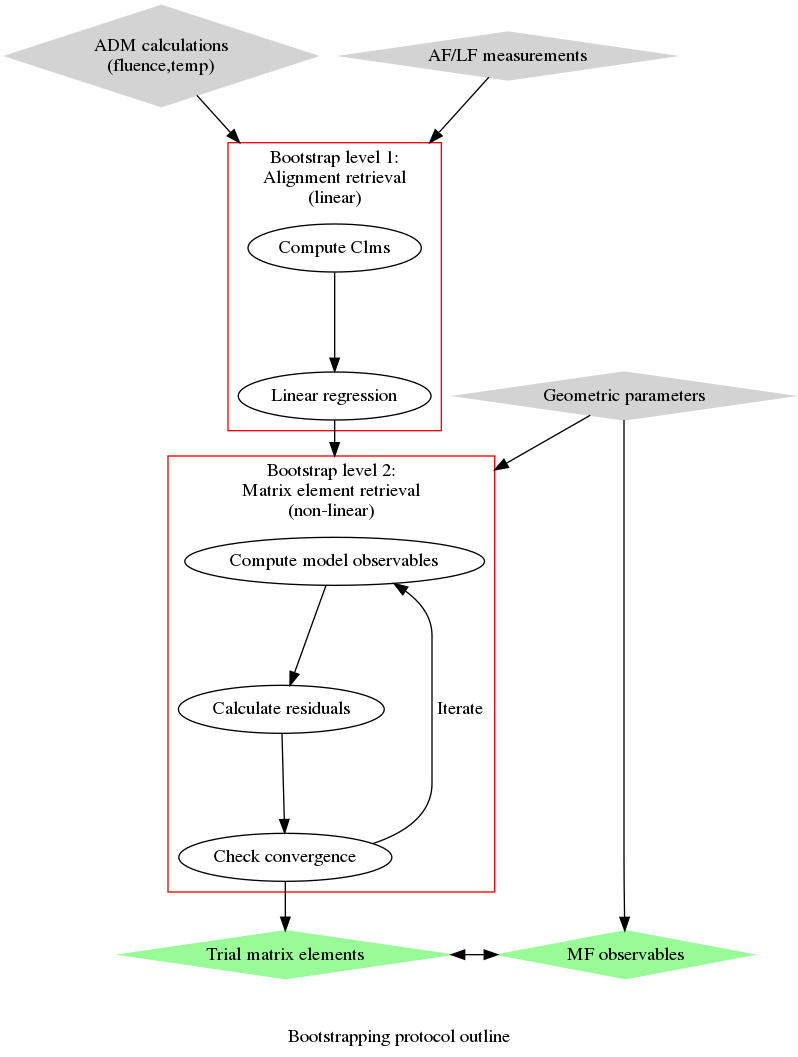 ADM calculations
(fluence,temp)
AF/LF measurements
Bootstrap level 1:
Alignment retrieval
(linear)
Compute Clms
Linear regression
Geometric parameters
Bootstrap level 2:
Matrix element retrieval
(non-linear)
Compute model observables
Calculate residuals
Iterate
Check convergence
Trial matrix elements
MF observables
Bootstrapping protocol outline